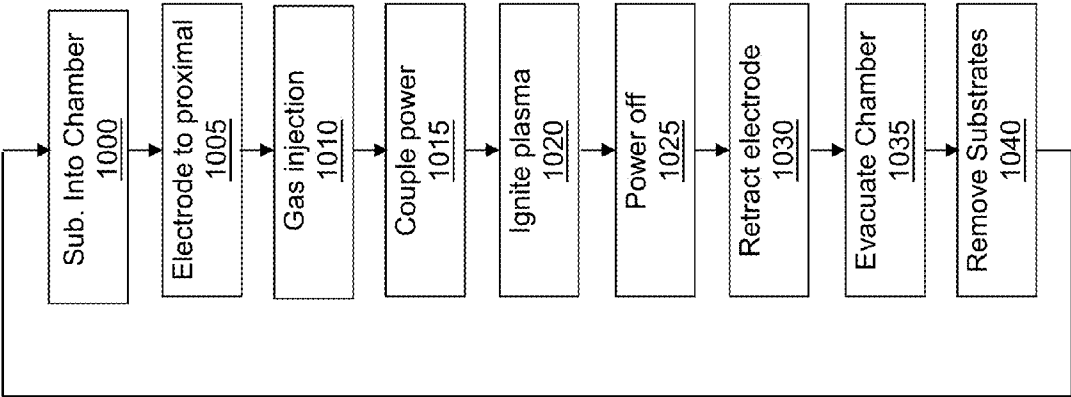 Sub. Into Chamber
1000
Electrode to proximal
1005
Gas injection
1010
Couple power
1015
Ignite plasma
1020
Power off
1025
Retract electrode
1030
Evacuate Chamber
1035
Remove Substrates
1040